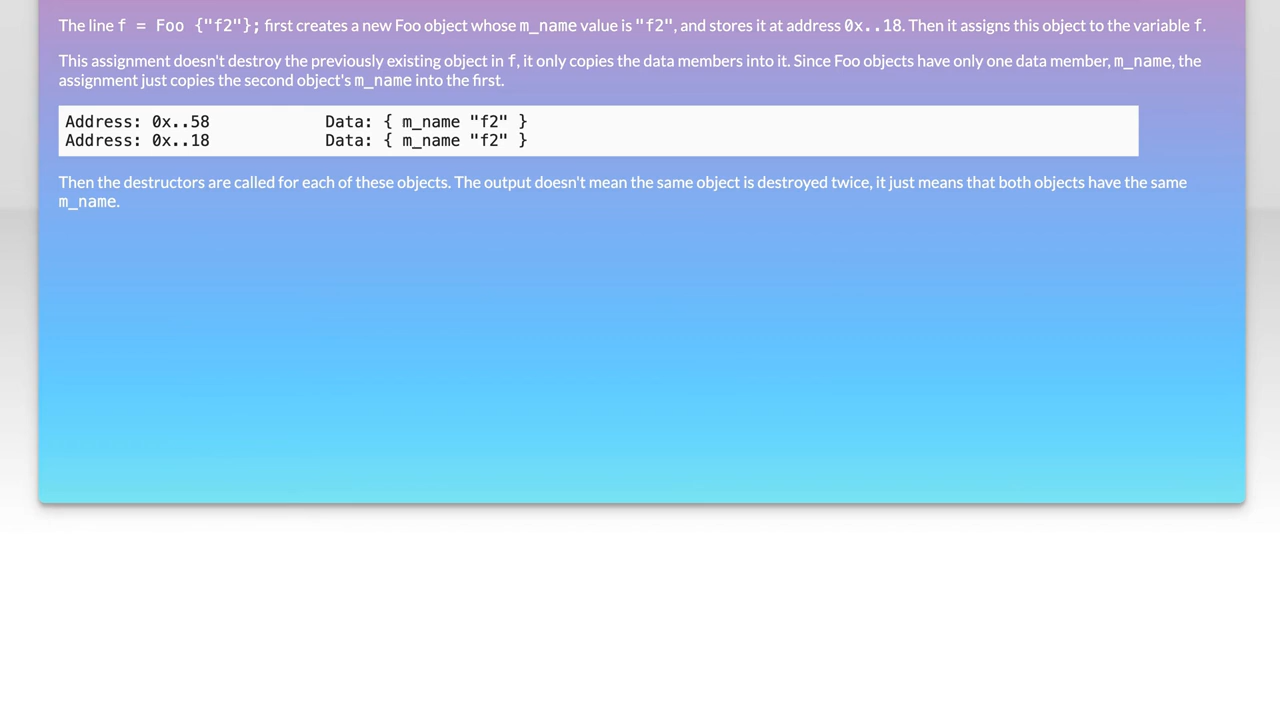 The line f = Foo {"f2"}; first creates a new Foo object whose m_name value is "f2", and stores it at address 0x..18. Then it assigns this object to the variable f.
This assignment doesn't destroy the previously existing object in f, it only copies the data members into it. Since Foo objects have only one data member, m_name, the
assignment just copies the second object's m_name into the first.
Address: 0x..58 Data: { m_name "f2" }
Address: 0x..18 Data: { m_name "f2" }
Then the destructors are called for each of these objects. The output doesn't mean the same object is destroyed twice, it just means that both objects have the same
m_name.